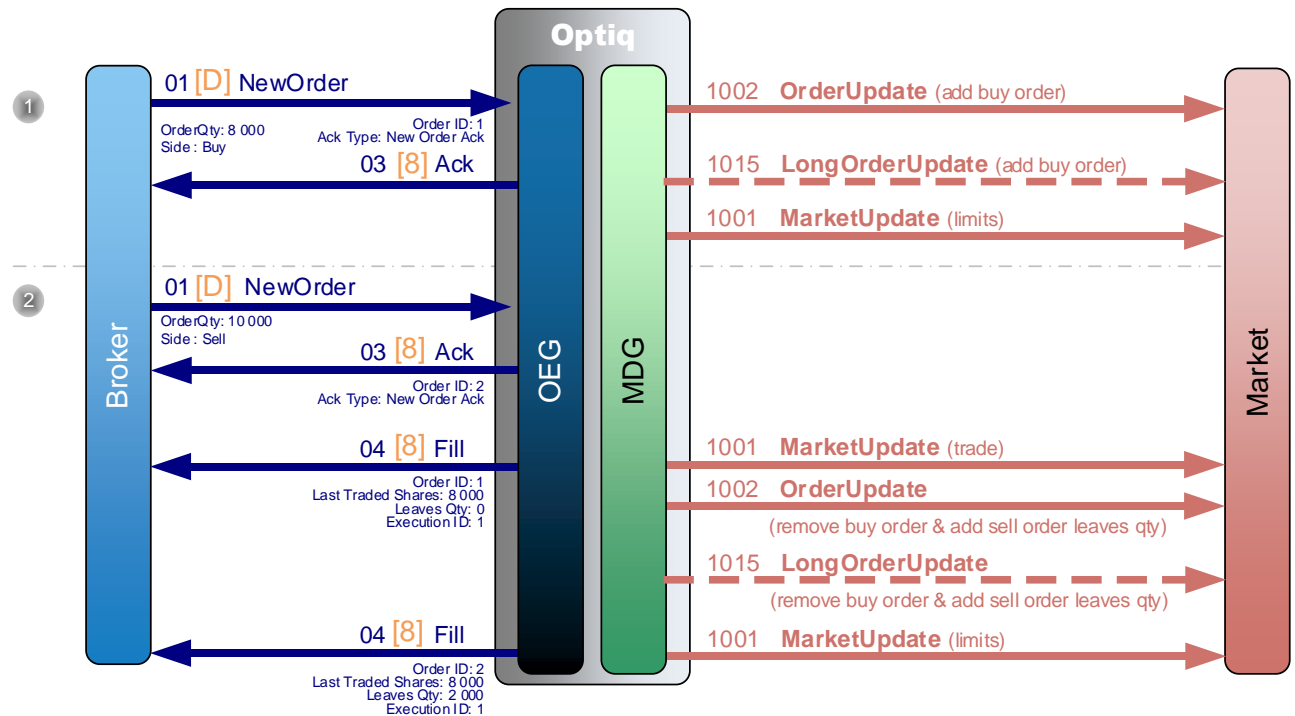 Optiq
1
01 [D] NewOrder
OrderQty: 8 000
Side : Buy
Order ID: 1
Ack Type: New Order Ack
03 [8] Ack
1002 OrderUpdate (add buy order)
1015 LongOrderUpdate (add buy order)
1001 MarketUpdate (limits)
2
01 [D] NewOrder
OrderQty: 10 000
Side : Sell
03 [8] Ack
Order ID: 2
Ack Type: New Order Ack
Broker
OEG
MDG
Market
04 [8] Fill
Order ID: 1
Last Traded Shares: 8 000
Leaves Qty: 0
Execution ID: 1
1001 MarketUpdate (trade)
1002 OrderUpdate
(remove buy order & add sell order leaves qty)
1015 LongOrderUpdate
(remove buy order & add sell order leaves qty)
04 [8] Fill
Order ID: 2
Last Traded Shares: 8 000
Leaves Qty: 2 000
Execution ID: 1
1001 MarketUpdate (limits)